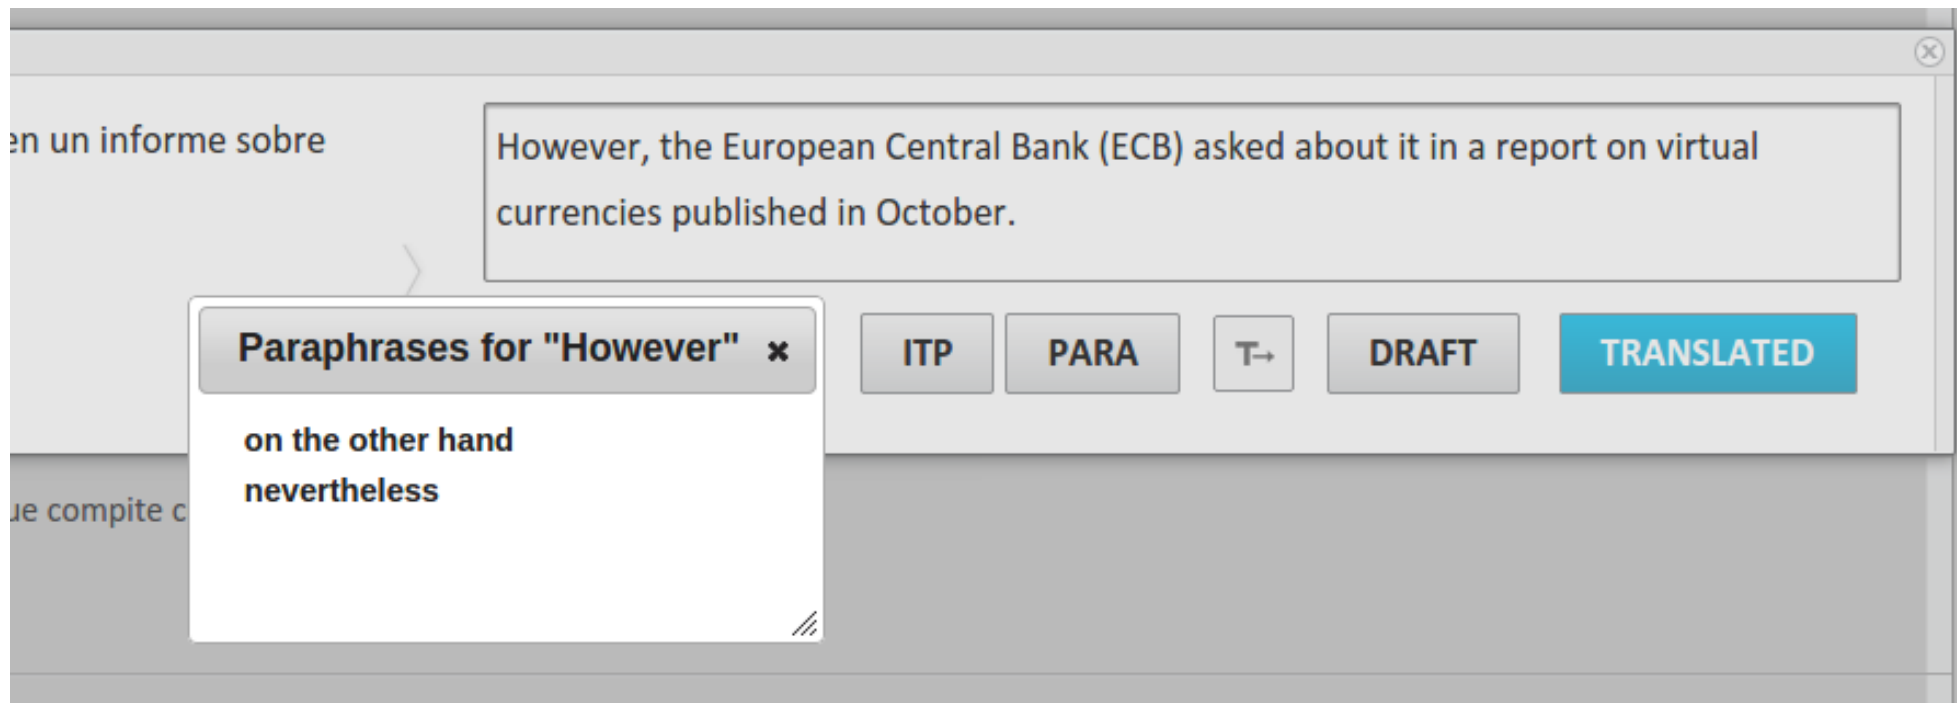 en un informe sobre
However, the European Central Bank (ECB) asked about it in a report on virtual
currencies published in October.
Paraphrases for "However" ×
ITP PARA T→ DRAFT TRANSLATED
on the other hand
nevertheless
compite